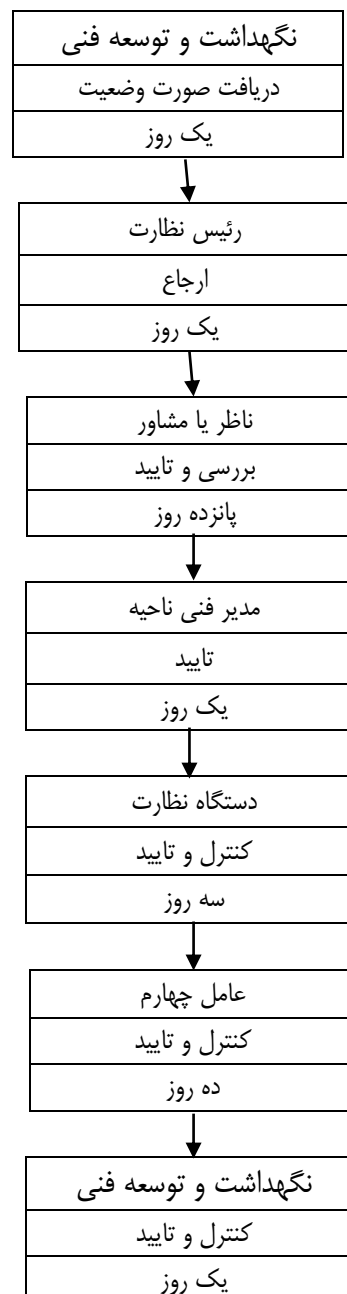 نگهداشت و توسعه فنی
دریافت صورت وضعیت
یک روز
رئیس نظارت
ارجاع
یک روز
ناظر یا مشاور
بررسی و تایید
پانزده روز
مدیر فنی ناحیه
تایید
یک روز
دستگاه نظارت
کنترل و تایید
سه روز
عامل چهارم
کنترل و تایید
ده روز
نگهداشت و توسعه فنی
کنترل و تایید
یک روز